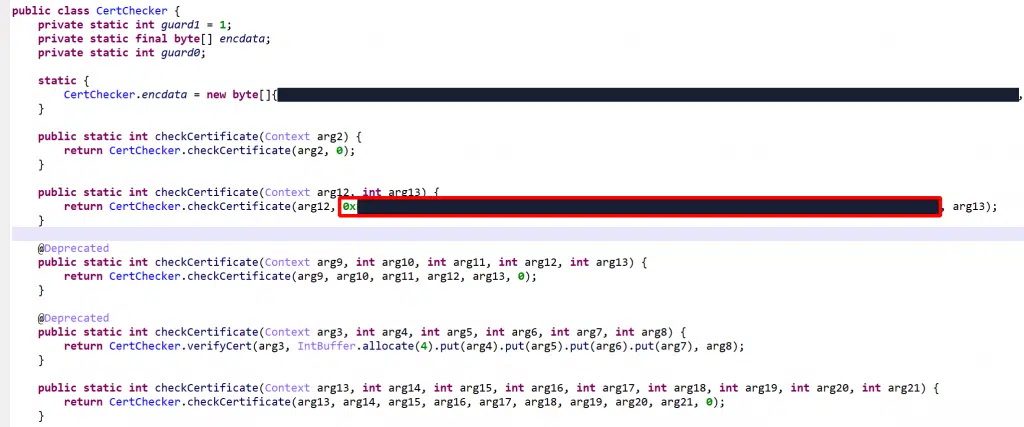 public class CertChecker {
    private static int guard1 = 1;
    private static final byte[] encdata;
    private static int guard0;

    static {
        CertChecker.encdata = new byte[]{ ,
    }

    public static int checkCertificate(Context arg2) {
        return CertChecker.checkCertificate(arg2, 0);
    }

    public static int checkCertificate(Context arg12, int arg13) {
        return CertChecker.checkCertificate(arg12, 0x , arg13);
    }

    @Deprecated
    public static int checkCertificate(Context arg9, int arg10, int arg11, int arg12, int arg13) {
        return CertChecker.checkCertificate(arg9, arg10, arg11, arg12, arg13, 0);
    }

    @Deprecated
    public static int checkCertificate(Context arg3, int arg4, int arg5, int arg6, int arg7, int arg8) {
        return CertChecker.verifyCert(arg3, IntBuffer.allocate(4).put(arg4).put(arg5).put(arg6).put(arg7), arg8);
    }

    public static int checkCertificate(Context arg13, int arg14, int arg15, int arg16, int arg17, int arg18, int arg19, int arg20, int arg21) {
        return CertChecker.checkCertificate(arg13, arg14, arg15, arg16, arg17, arg18, arg19, arg20, arg21, 0);
    }